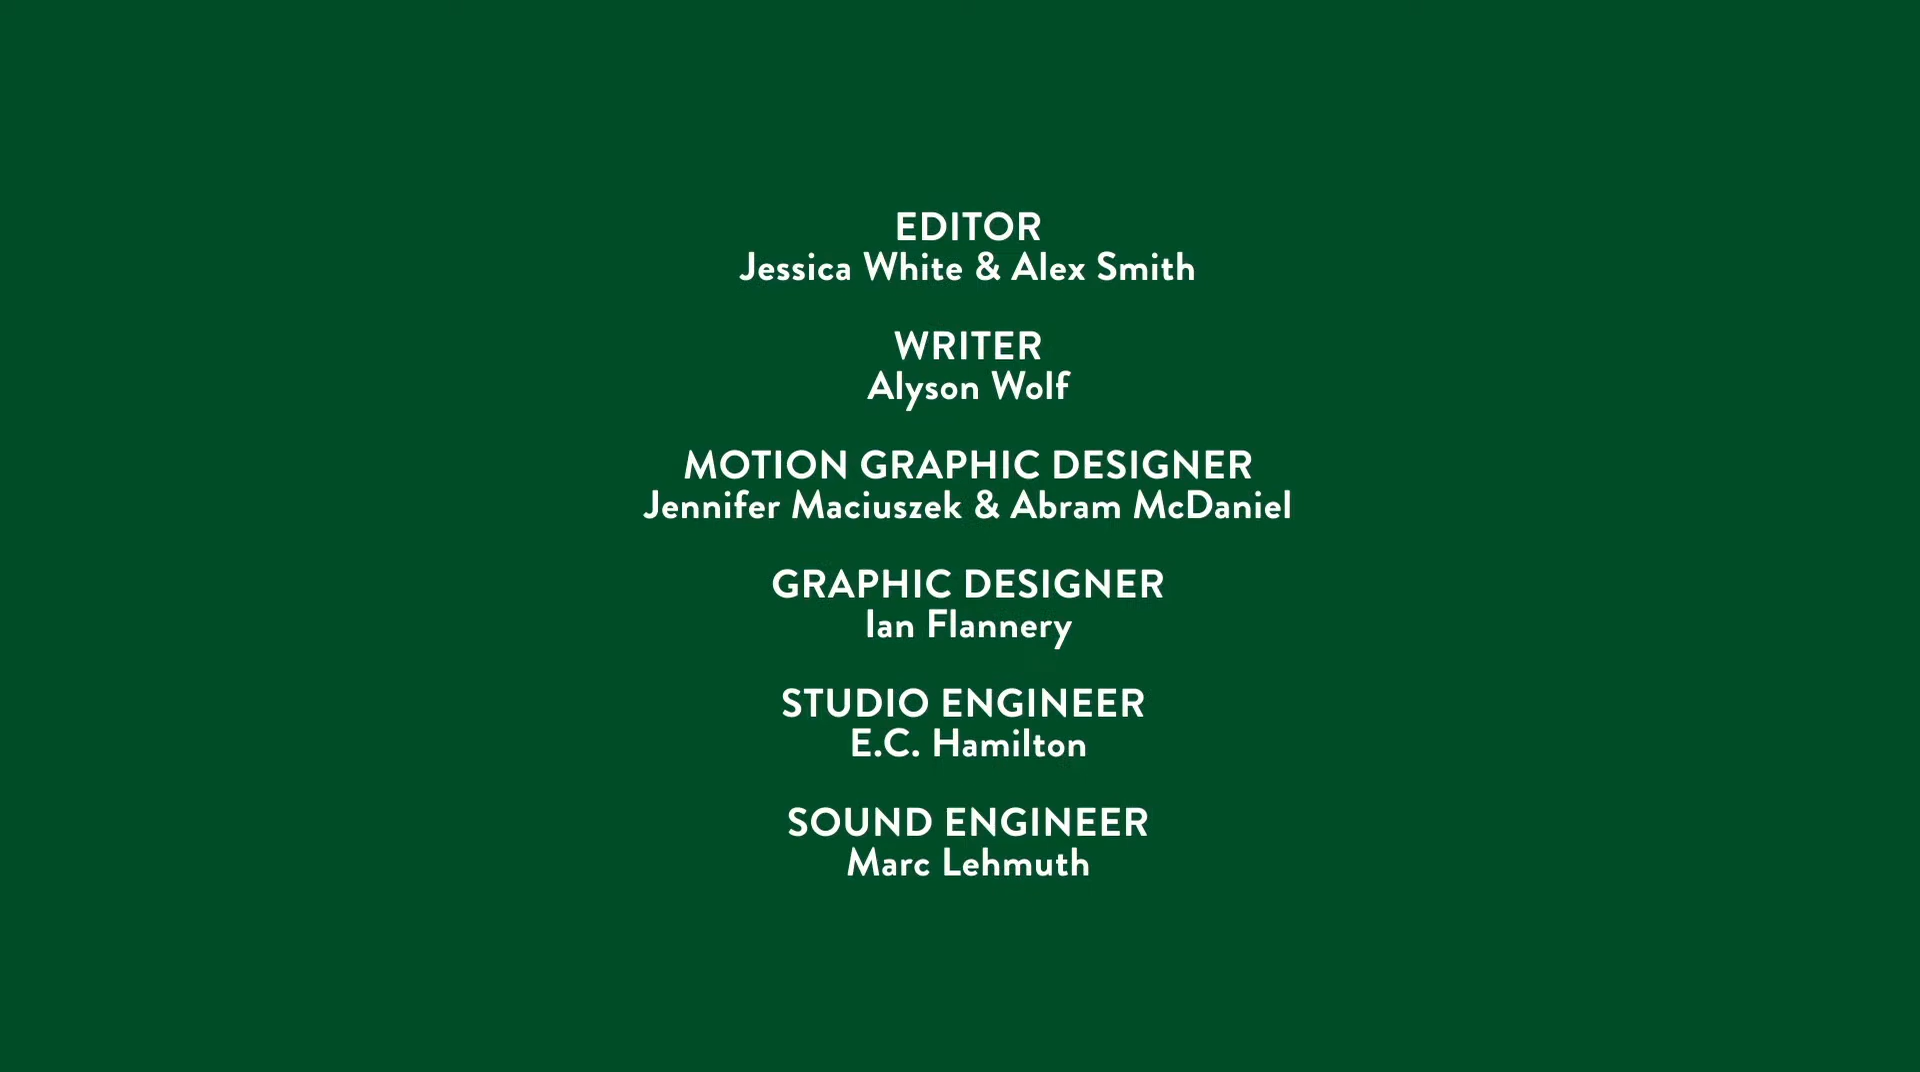 EDITOR
Jessica White & Alex Smith
WRITER
Alyson Wolf
MOTION GRAPHIC DESIGNER
Jennifer Maciuszek & Abram McDaniel
GRAPHIC DESIGNER
Ian Flannery
STUDIO ENGINEER
E.C. Hamilton
SOUND ENGINEER
Marc Lehmuth